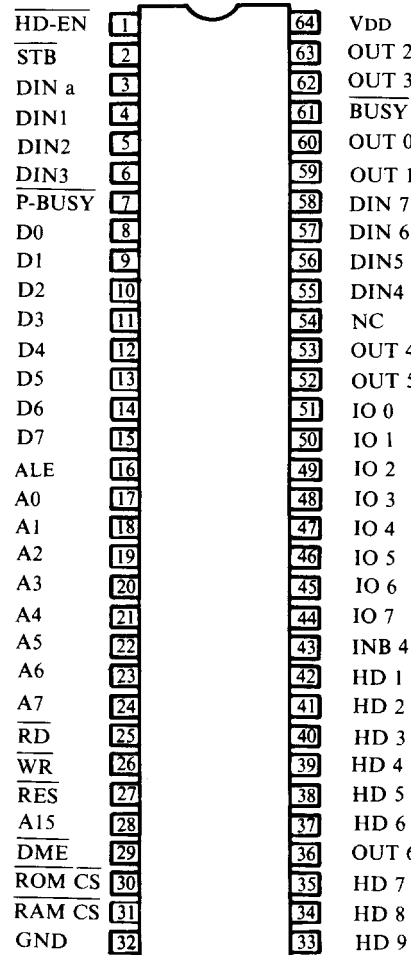 HD-EN 1 64 VDD
STB 2 63 OUT 2
DIN a 3 62 OUT 3
DIN1 4 61 BUSY
DIN2 5 60 OUT 0
DIN3 6 59 OUT 1
P-BUSY 7 58 DIN 7
D0 8 57 DIN 6
D1 9 56 DIN5
D2 10 55 DIN4
D3 11 54 NC
D4 12 53 OUT 4
D5 13 52 OUT 5
D6 14 51 IO 0
D7 15 50 IO 1
ALE 16 49 IO 2
A0 17 48 IO 3
A1 18 47 IO 4
A2 19 46 IO 5
A3 20 45 IO 6
A4 21 44 IO 7
A5 22 43 INB 4
A6 23 42 HD 1
A7 24 41 HD 2
RD 25 40 HD 3
WR 26 39 HD 4
RES 27 38 HD 5
A15 28 37 HD 6
DME 29 36 OUT 6
ROM CS 30 35 HD 7
RAM CS 31 34 HD 8
GND 32 33 HD 9